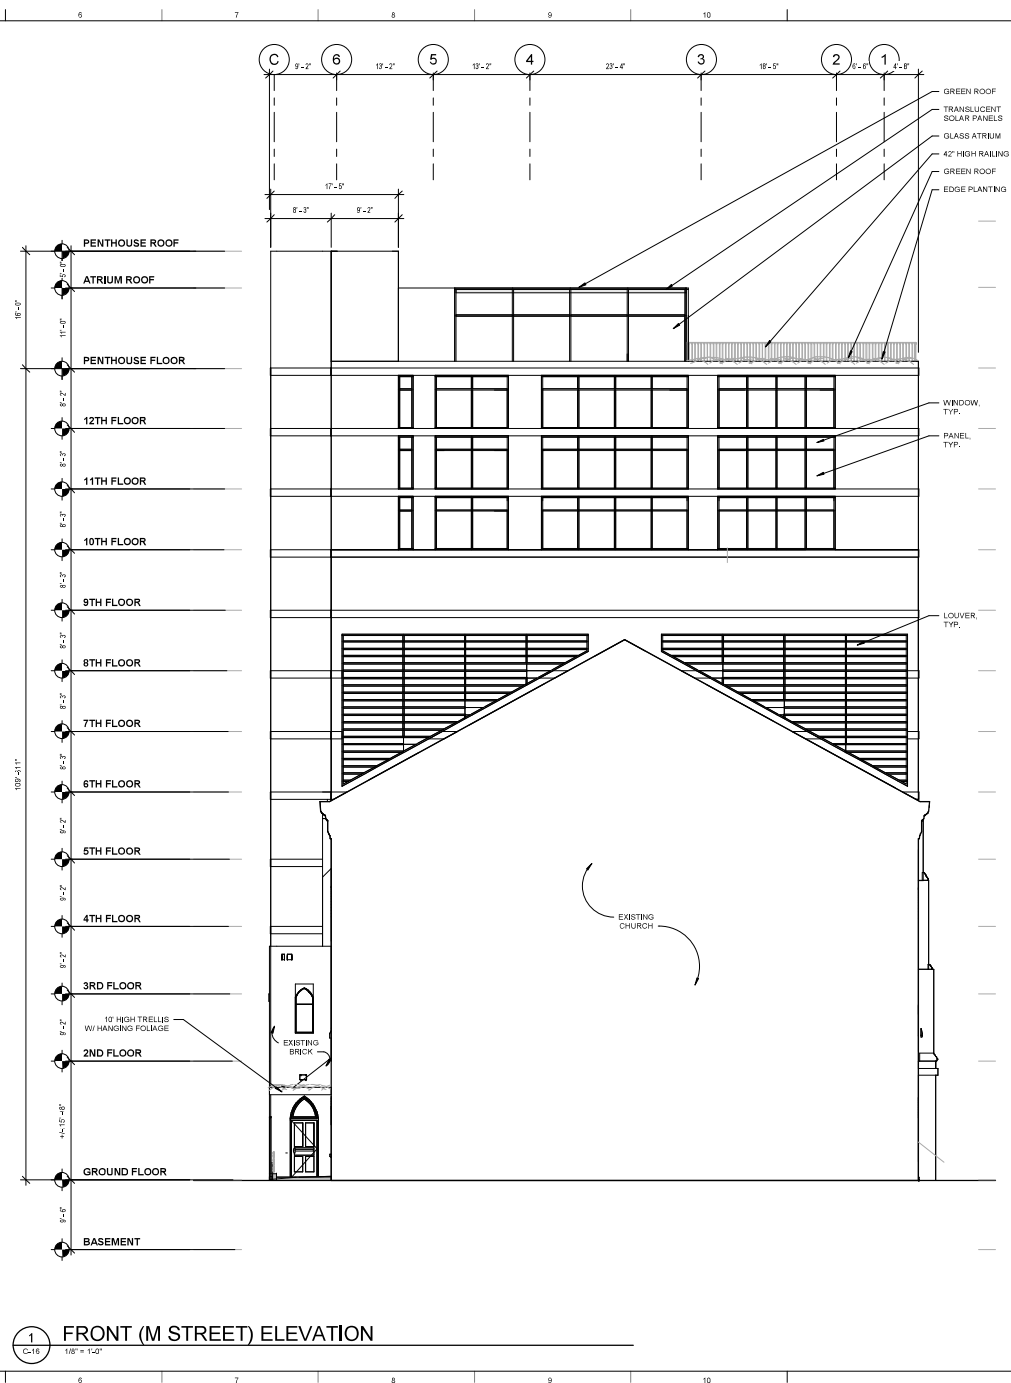 6 7 8 9 10
C 6 5 4 3 2 1
9'-2" 13'-2" 13'-2" 23'-4" 18'-5" 6'-6" 4'-8"
GREEN ROOF
TRANSLUCENT
SOLAR PANELS
GLASS ATRIUM
42" HIGH RAILING
GREEN ROOF
EDGE PLANTING
17'-5"
8'-3" 9'-2"
PENTHOUSE ROOF
5'-0"
ATRIUM ROOF
16'-0"
11'-0"
PENTHOUSE FLOOR
8'-2"
WINDOW,
TYP.
12TH FLOOR
PANEL,
TYP.
8'-3"
11TH FLOOR
8'-3"
10TH FLOOR
8'-3"
9TH FLOOR
LOUVER,
TYP.
8'-3"
8TH FLOOR
8'-3"
7TH FLOOR
109'-11"
8'-3"
6TH FLOOR
9'-2"
5TH FLOOR
9'-2"
4TH FLOOR
EXISTING
CHURCH
9'-2"
3RD FLOOR
10' HIGH TRELLIS
W/ HANGING FOLIAGE
9'-2"
EXISTING
BRICK
2ND FLOOR
+/-15'-8"
GROUND FLOOR
9'-6"
BASEMENT
1
C-16
FRONT (M STREET) ELEVATION
1/8" = 1'-0"
6 7 8 9 10